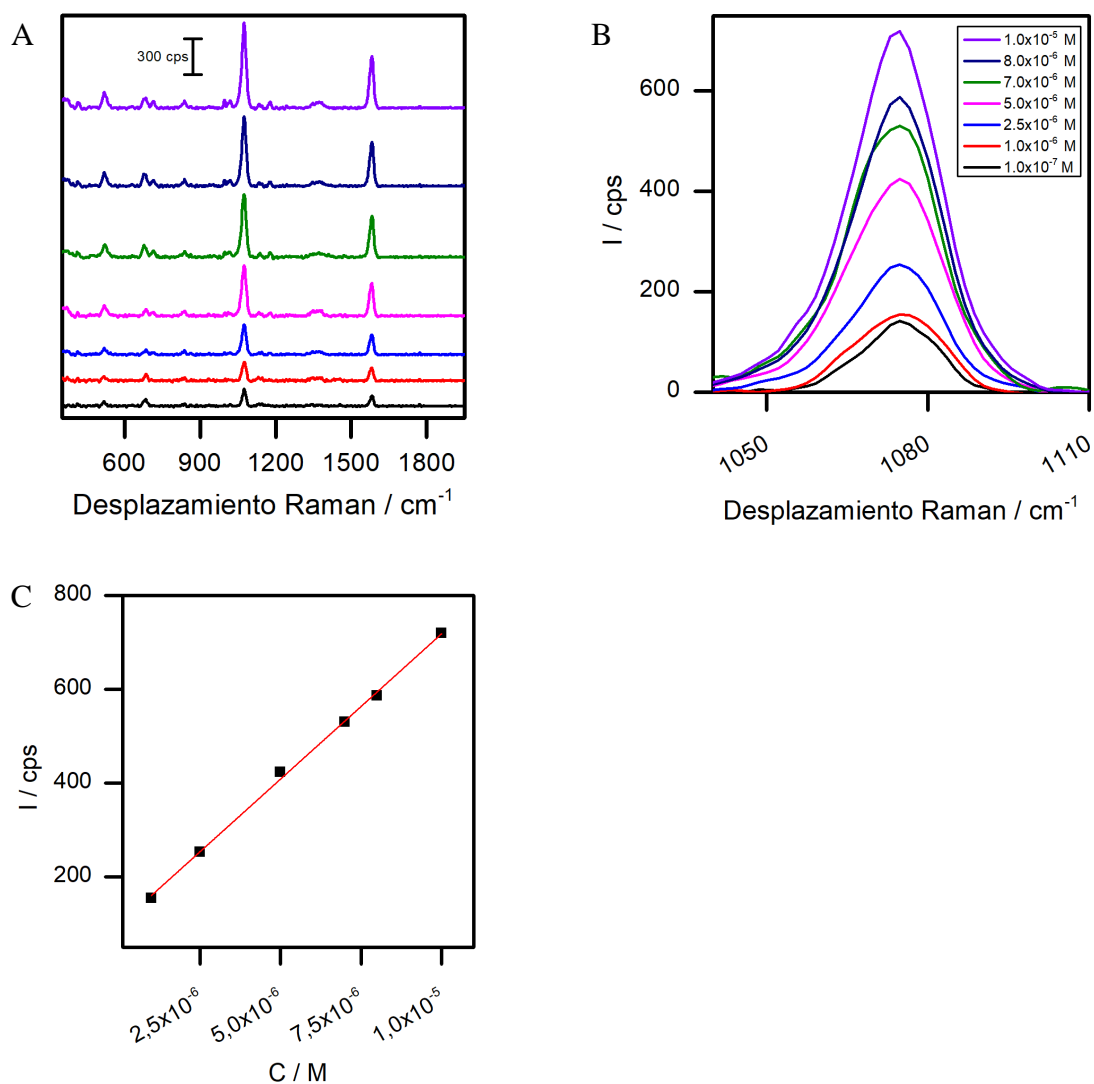 A
300 cps
600 900 1200 1500 1800
Desplazamiento Raman / cm⁻¹
B
1.0x10⁻⁵ M
8.0x10⁻⁶ M
7.0x10⁻⁶ M
5.0x10⁻⁶ M
2.5x10⁻⁶ M
1.0x10⁻⁶ M
1.0x10⁻⁷ M
600
400
200
0
I / cps
1050 1080 1110
Desplazamiento Raman / cm⁻¹
C
800
600
400
200
I / cps
2,5x10⁻⁶ 5,0x10⁻⁶ 7,5x10⁻⁶ 1,0x10⁻⁵
C / M